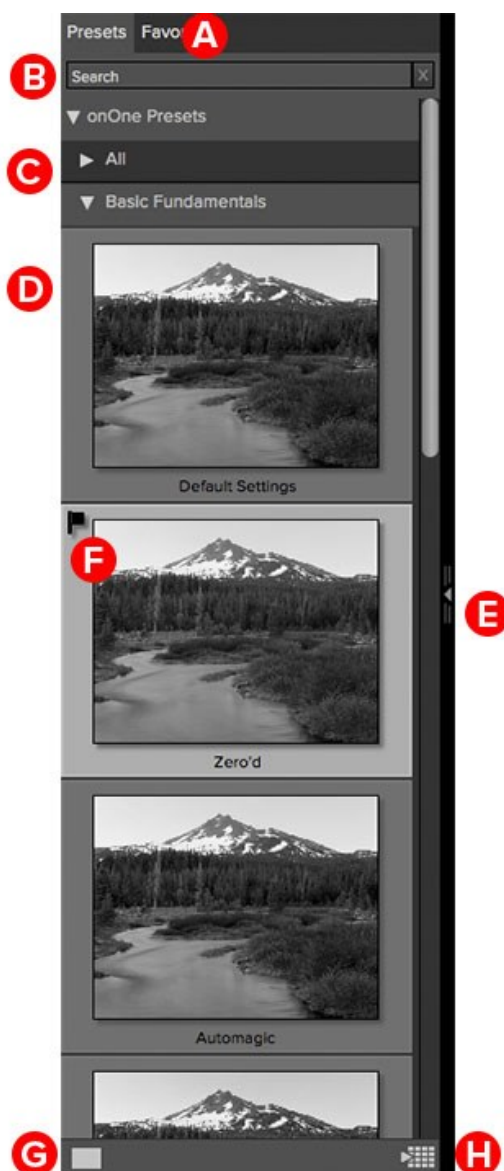 Presets Favo A
B Search X
onOne Presets
C All
Basic Fundamentals
D
Default Settings
F
E
Zero'd
Automagic
G H